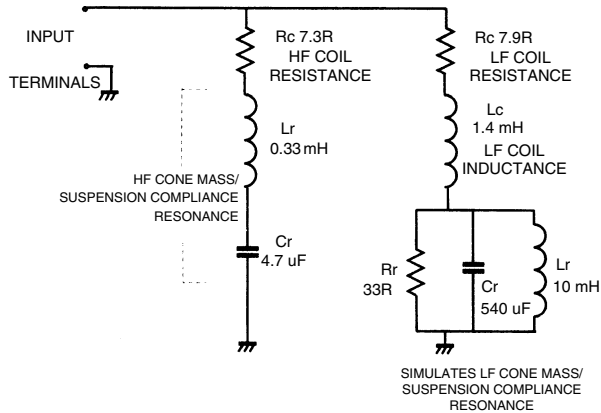 INPUT
TERMINALS
Rc 7.3R
HF COIL
RESISTANCE
Lr
0.33 mH
HF CONE MASS/
SUSPENSION COMPLIANCE
RESONANCE
Cr
4.7 uF
Rc 7.9R
LF COIL
RESISTANCE
Lc
1.4 mH
LF COIL
INDUCTANCE
Rr
33R
Cr
540 uF
Lr
10 mH
SIMULATES LF CONE MASS/
SUSPENSION COMPLIANCE
RESONANCE